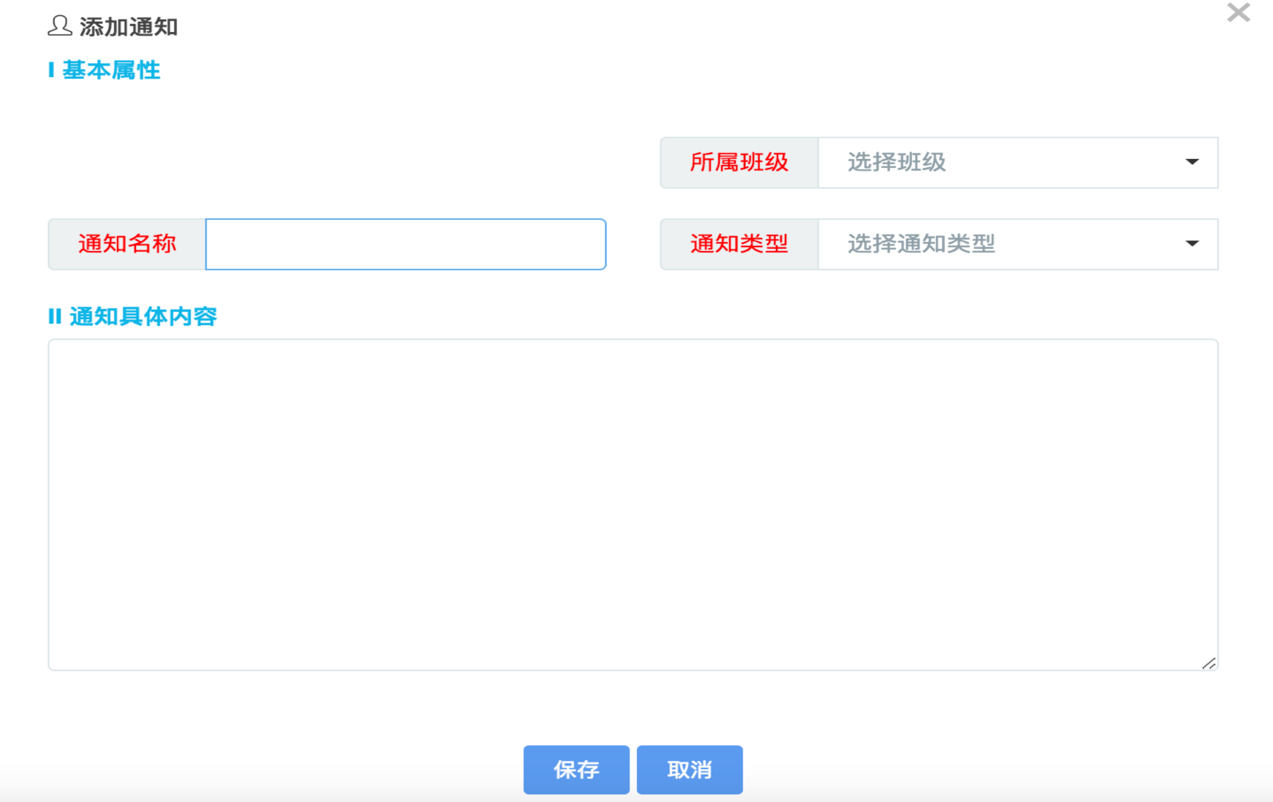 添加通知
I 基本属性
所属班级 选择班级
通知名称 通知类型 选择通知类型
II 通知具体内容
保存 取消